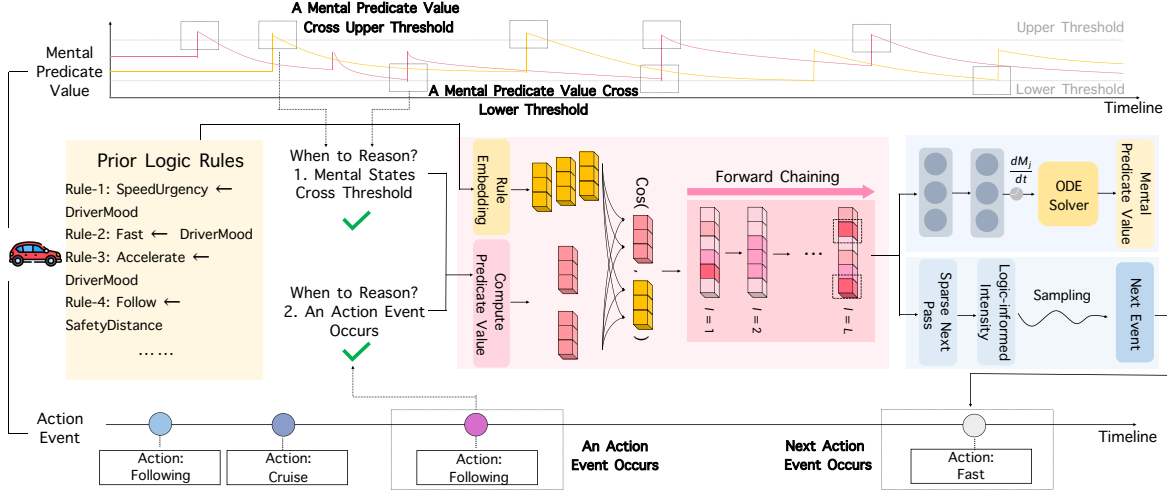 A Mental Predicate Value
Cross Upper Threshold
Upper Threshold
Mental
Predicate
Value
A Mental Predicate Value Cross
Lower Threshold
Lower Threshold
Timeline
Prior Logic Rules
Rule-1: SpeedUrgency ←
DriverMood
Rule-2: Fast ← DriverMood
Rule-3: Accelerate ←
DriverMood
Rule-4: Follow ←
SafetyDistance
... ...
When to Reason?
1. Mental States
Cross Threshold
When to Reason?
2. An Action Event
Occurs
Rule
Embedding
Compute
Predicate Value
Cos(
,
)
Forward Chaining
...
l = 1
l = 2
l = L
dM_i/dt
ODE
Solver
Mental
Predicate Value
Sparse Next
Pass
Logic-informed
Intensity
Sampling
Next Event
Action
Event
Action:
Following
Action:
Cruise
Action:
Following
An Action
Event Occurs
Next Action
Event Occurs
Action:
Fast
Timeline